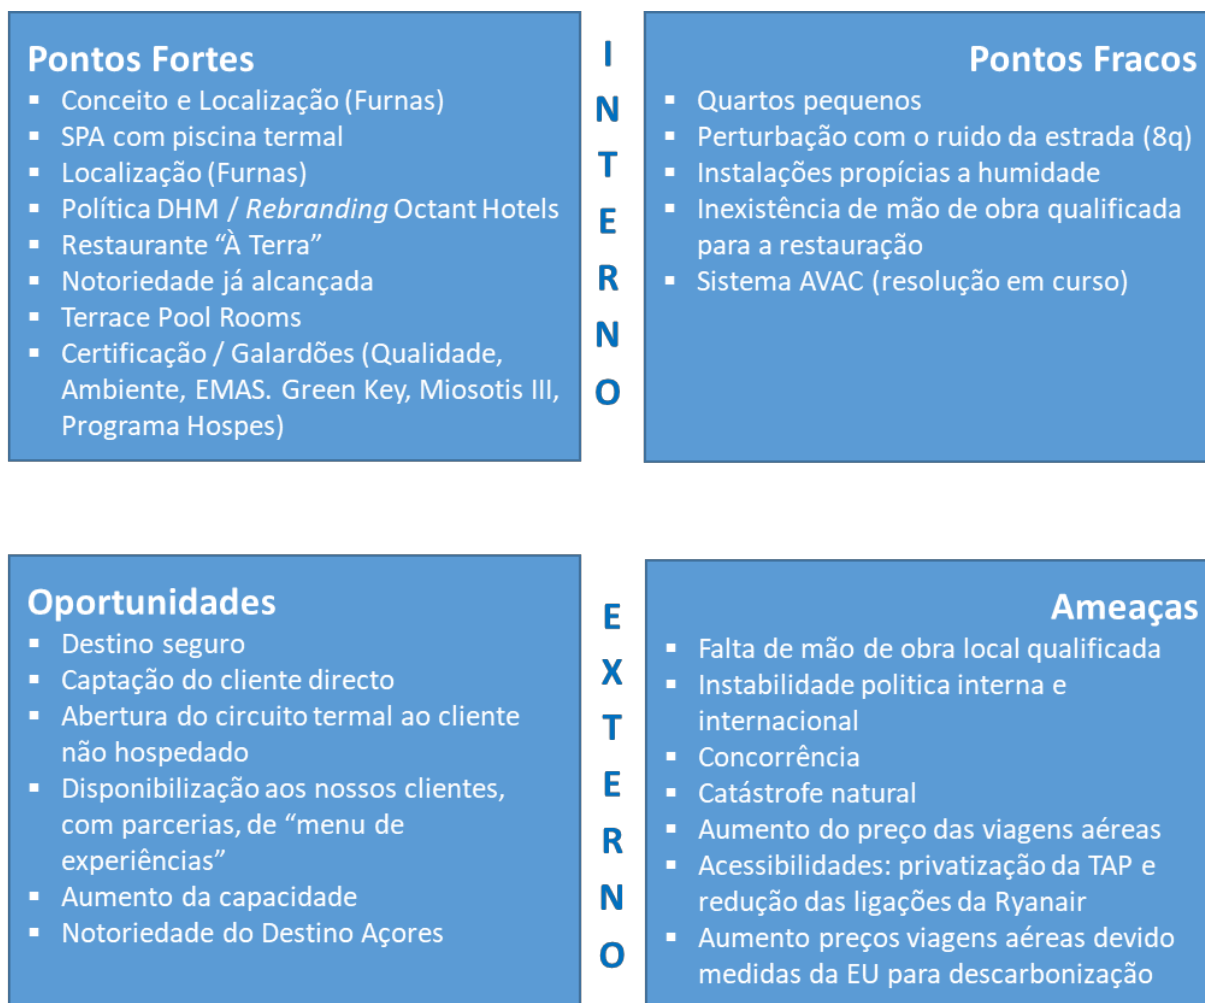 Pontos Fortes
▪ Conceito e Localização (Furnas)
▪ SPA com piscina termal
▪ Localização (Furnas)
▪ Política DHM / Rebranding Octant Hotels
▪ Restaurante “À Terra”
▪ Notoriedade já alcançada
▪ Terrace Pool Rooms
▪ Certificação / Galardões (Qualidade,
Ambiente, EMAS. Green Key, Miosotis III,
Programa Hospes)
I
N
T
E
R
N
O
Pontos Fracos
▪ Quartos pequenos
▪ Perturbação com o ruido da estrada (8q)
▪ Instalações propícias a humidade
▪ Inexistência de mão de obra qualificada
para a restauração
▪ Sistema AVAC (resolução em curso)
Oportunidades
▪ Destino seguro
▪ Captação do cliente directo
▪ Abertura do circuito termal ao cliente
não hospedado
▪ Disponibilização aos nossos clientes,
com parcerias, de “menu de
experiências”
▪ Aumento da capacidade
▪ Notoriedade do Destino Açores
E
X
T
E
R
N
O
Ameaças
▪ Falta de mão de obra local qualificada
▪ Instabilidade politica interna e
internacional
▪ Concorrência
▪ Catástrofe natural
▪ Aumento do preço das viagens aéreas
▪ Acessibilidades: privatização da TAP e
redução das ligações da Ryanair
▪ Aumento preços viagens aéreas devido
medidas da EU para descarbonização